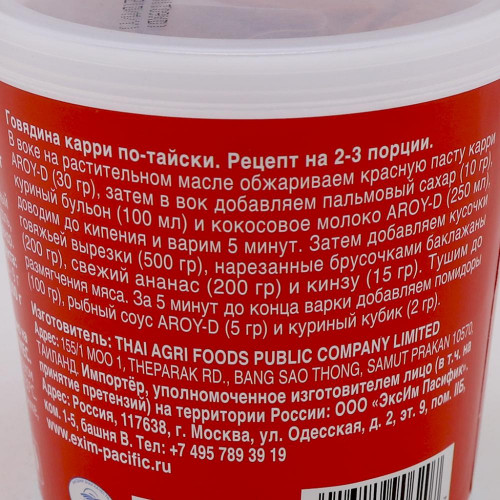 Говядина карри по-тайски. Рецепт на 2-3 порции.
В воке на растительном масле обжариваем красную пасту карри
AROY-D (30 гр), затем в вок добавляем пальмовый сахар (10 гр),
куриный бульон (100 мл) и кокосовое молоко AROY-D (250 мл),
доводим до кипения и варим 5 минут. Затем добавляем кусочки
говяжьей вырезки (500 гр), нарезанные брусочками баклажаны
(200 гр), свежий ананас (200 гр) и кинзу (15 гр). Тушим до
размягчения мяса. За 5 минут до конца варки добавляем помидоры
(100 гр), рыбный соус AROY-D (5 гр) и куриный кубик (2 гр).
Изготовитель: THAI AGRI FOODS PUBLIC COMPANY LIMITED
Адрес: 155/1 MOO 1, THEPARAK RD., BANG SAO THONG, SAMUT PRAKAN 10570,
ТАИЛАНД. Импортёр, уполномоченное изготовителем лицо (в т.ч. на
принятие претензий) на территории России: ООО «ЭксИм Пасифик».
Адрес: Россия, 117638, г. Москва, ул. Одесская, д. 2, эт. 9, пом. IIБ,
ком.1-5, башня В. Тел.: +7 495 789 39 19
www.exim-pacific.ru